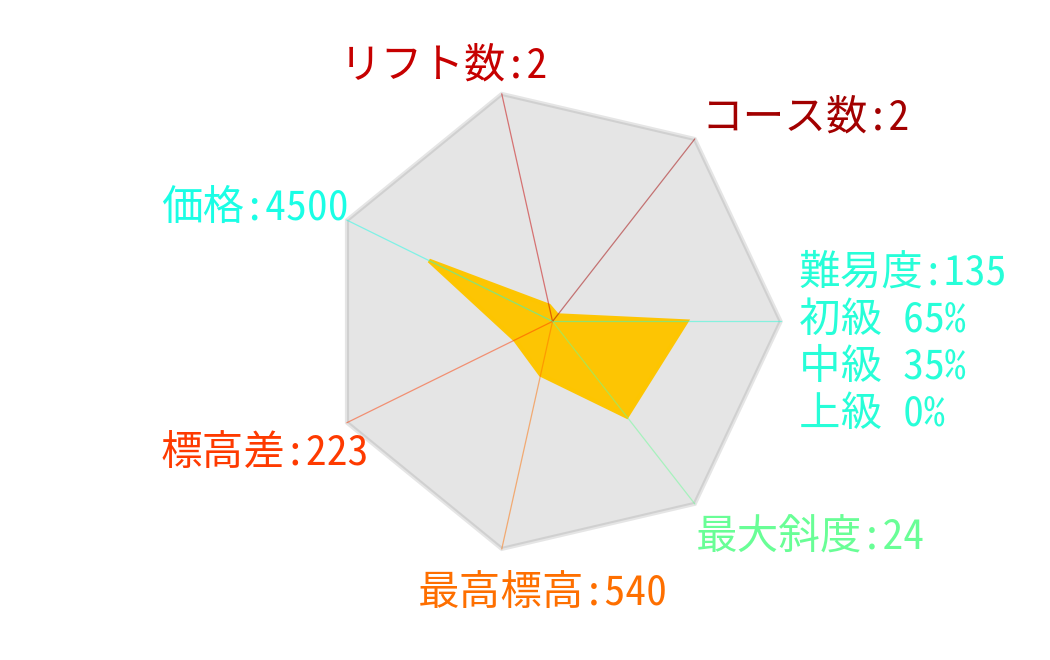 リフト数:2
コース数:2
価格:4500
難易度:135
初級 65%
中級 35%
上級 0%
標高差:223
最大斜度:24
最高標高:540